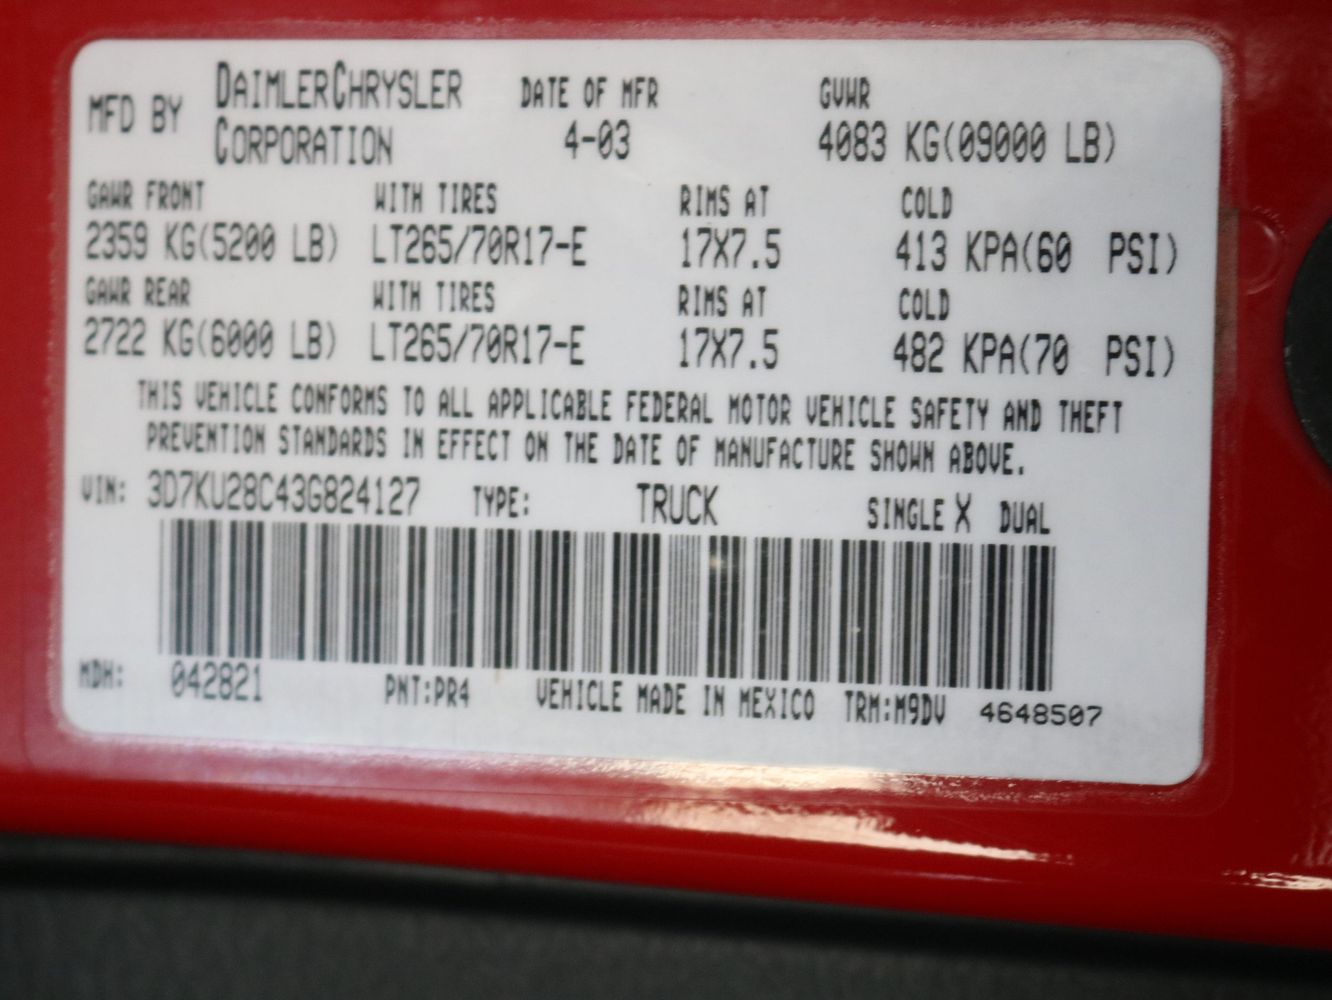 MFD BY DAIMLERCHRYSLER CORPORATION DATE OF MFR 4-03 GVWR 4083 KG(09000 LB)
GAWR FRONT WITH TIRES RIMS AT COLD
2359 KG(5200 LB) LT265/70R17-E 17X7.5 413 KPA(60 PSI)
GAWR REAR WITH TIRES RIMS AT COLD
2722 KG(6000 LB) LT265/70R17-E 17X7.5 482 KPA(70 PSI)
THIS VEHICLE CONFORMS TO ALL APPLICABLE FEDERAL MOTOR VEHICLE SAFETY AND THEFT
PREVENTION STANDARDS IN EFFECT ON THE DATE OF MANUFACTURE SHOWN ABOVE.
VIN: 3D7KU28C43G824127 TYPE: TRUCK SINGLE X DUAL
MDH: 042821 PNT:PR4 VEHICLE MADE IN MEXICO TRM:M9DV 4648507